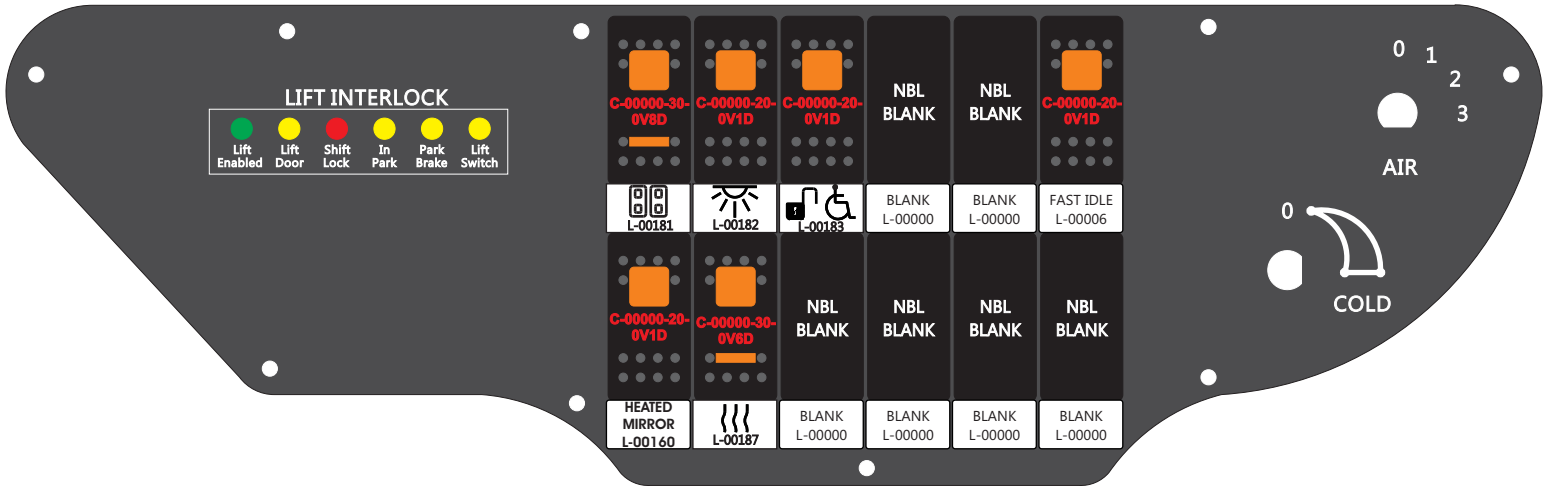 LIFT INTERLOCK
Lift
Enabled
Lift
Door
Shift
Lock
In
Park
Park
Brake
Lift
Switch
C-00000-30-
0V8D
C-00000-20-
0V1D
C-00000-20-
0V1D
NBL
BLANK
NBL
BLANK
C-00000-20-
0V1D
L-00181
L-00182
L-00183
BLANK
L-00000
BLANK
L-00000
FAST IDLE
L-00006
C-00000-20-
0V1D
C-00000-30-
0V6D
NBL
BLANK
NBL
BLANK
NBL
BLANK
NBL
BLANK
HEATED
MIRROR
L-00160
L-00187
BLANK
L-00000
BLANK
L-00000
BLANK
L-00000
BLANK
L-00000
0
1
2
3
AIR
0
COLD